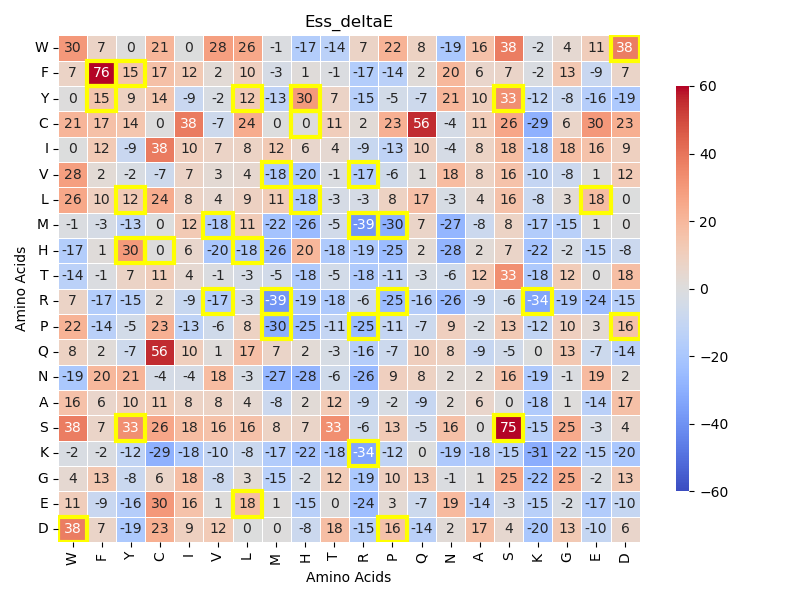 Ess_deltaE
W 30 7 0 21 0 28 26 -1 -17 -14 7 22 8 -19 16 38 -2 4 11 38
F 7 76 15 17 12 2 10 -3 1 -1 -17 -14 2 20 6 7 -2 13 -9 7
Y 0 15 9 14 -9 -2 12 -13 30 7 -15 -5 -7 21 10 33 -12 -8 -16 -19
C 21 17 14 0 38 -7 24 0 0 11 2 23 56 -4 11 26 -29 6 30 23
I 0 12 -9 38 10 7 8 12 6 4 -9 -13 10 -4 8 18 -18 18 16 9
V 28 2 -2 -7 7 3 4 -18 -20 -1 -17 -6 1 18 8 16 -10 -8 1 12
L 26 10 12 24 8 4 9 11 -18 -3 -3 8 17 -3 4 16 -8 3 18 0
M -1 -3 -13 0 12 -18 11 -22 -26 -5 -39 -30 7 -27 -8 8 -17 -15 1 0
H -17 1 30 0 6 -20 -18 -26 20 -18 -19 -25 2 -28 2 7 -22 -2 -15 -8
T -14 -1 7 11 4 -1 -3 -5 -18 -5 -18 -11 -3 -6 12 33 -18 12 0 18
R 7 -17 -15 2 -9 -17 -3 -39 -19 -18 -6 -25 -16 -26 -9 -6 -34 -19 -24 -15
P 22 -14 -5 23 -13 -6 8 -30 -25 -11 -25 -11 -7 9 -2 13 -12 10 3 16
Q 8 2 -7 56 10 1 17 7 2 -3 -16 -7 10 8 -9 -5 0 13 -7 -14
N -19 20 21 -4 -4 18 -3 -27 -28 -6 -26 9 8 2 2 16 -19 -1 19 2
A 16 6 10 11 8 8 4 -8 2 12 -9 -2 -9 2 6 0 -18 1 -14 17
S 38 7 33 26 18 16 16 8 7 33 -6 13 -5 16 0 75 -15 25 -3 4
K -2 -2 -12 -29 -18 -10 -8 -17 -22 -18 -34 -12 0 -19 -18 -15 -31 -22 -15 -20
G 4 13 -8 6 18 -8 3 -15 -2 12 -19 10 13 -1 1 25 -22 25 -2 13
E 11 -9 -16 30 16 1 18 1 -15 0 -24 3 -7 19 -14 -3 -15 -2 -17 -10
D 38 7 -19 23 9 12 0 0 -8 18 -15 16 -14 2 17 4 -20 13 -10 6
W F Y C I V L M H T R P Q N A S K G E D
Amino Acids
Amino Acids
60
40
20
0
−20
−40
−60